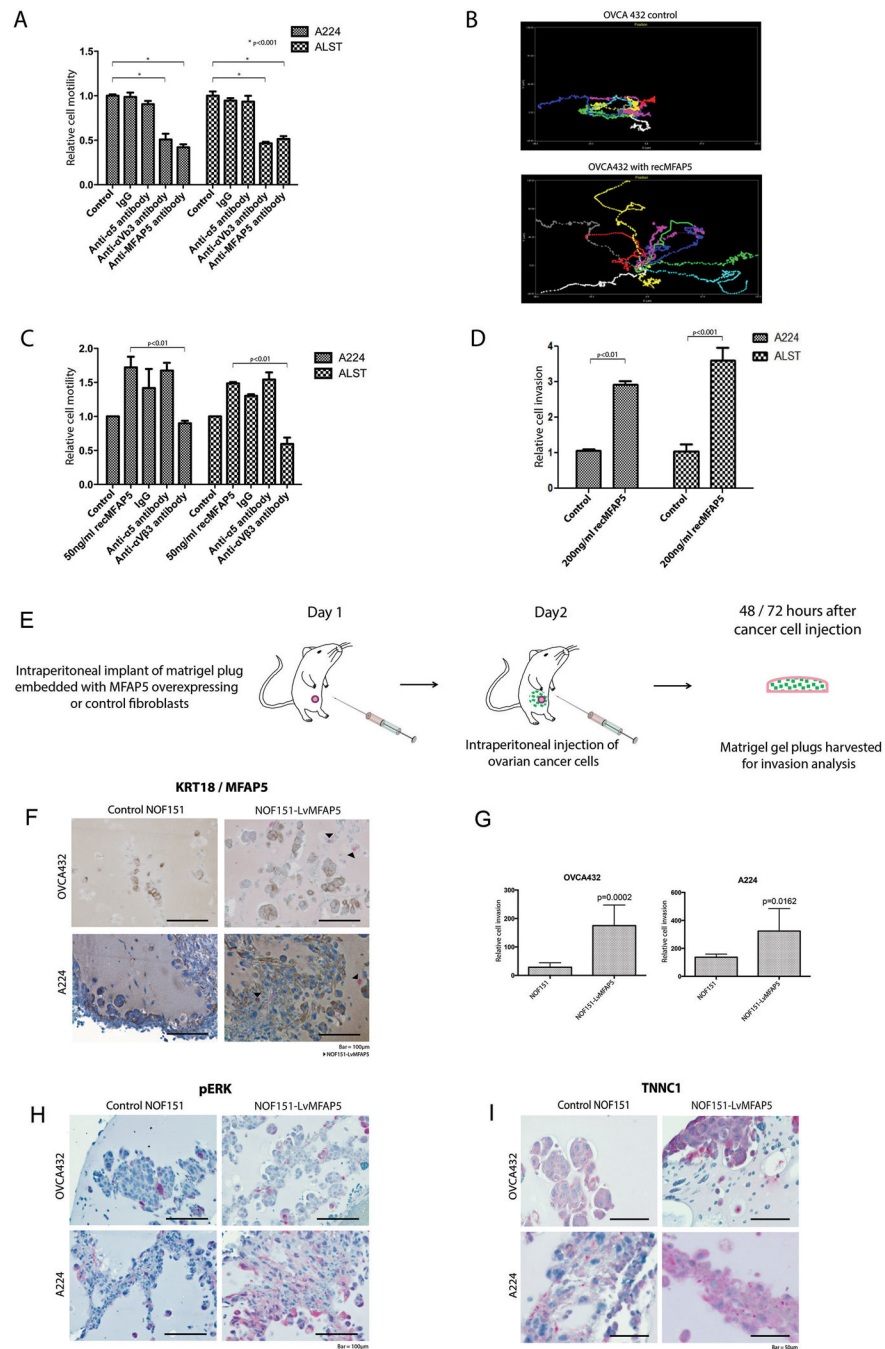 A
* p<0.001
A224
ALST
Relative cell motility
1.5
1.0
0.5
0.0
*
*
*
*
Control
IgG
Anti-α5 antibody
Anti-αVb3 antibody
Anti-MFAP5 antibody
Control
IgG
Anti-α5 antibody
Anti-αVb3 antibody
Anti-MFAP5 antibody
B
OVCA 432 control
Position
OVCA432 with recMFAP5
Position
C
A224
ALST
Relative cell motility
2.0
1.5
1.0
0.5
0.0
p<0.01
p<0.01
Control
50ng/ml recMFAP5
IgG
Anti-α5 antibody
Anti-αVβ3 antibody
Control
50ng/ml recMFAP5
IgG
Anti-α5 antibody
Anti-αVβ3 antibody
D
A224
ALST
Relative cell invasion
4
2
1
0
p<0.01
p<0.001
Control
200ng/ml recMFAP5
Control
200ng/ml recMFAP5
E
Day 1
Day2
48 / 72 hours after
cancer cell injection
Intraperitoneal implant of matrigel plug
embedded with MFAP5 overexpressing
or control fibroblasts
Intraperitoneal injection of
ovarian cancer cells
Matrigel gel plugs harvested
for invasion analysis
KRT18 / MFAP5
F
Control NOF151
NOF151-LvMFAP5
OVCA432
A224
Bar = 100μm
NOF151-LvMFAP5
G
OVCA432
Relative cell invasion
300
200
100
0
p=0.0002
NOF151
NOF151-LvMFAP5
A224
Relative cell invasion
600
400
200
0
p=0.0162
NOF151
NOF151-LvMFAP5
pERK
H
Control NOF151
NOF151-LvMFAP5
OVCA432
A224
Bar = 100μm
TNNC1
I
Control NOF151
NOF151-LvMFAP5
OVCA432
A224
Bar = 50μm